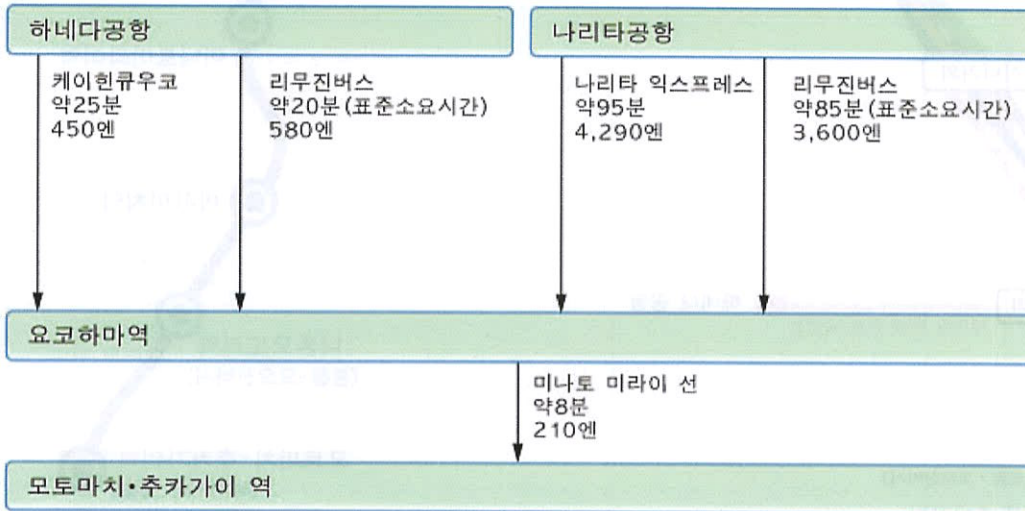 하네다공항
나리타공항
케이힌큐우코
약25분
450엔
리무진버스
약20분(표준소요시간)
580엔
나리타 익스프레스
약95분
4,290엔
리무진버스
약85분(표준소요시간)
3,600엔
요코하마역
미나토 미라이 선
약8분
210엔
모토마치•추카가이 역